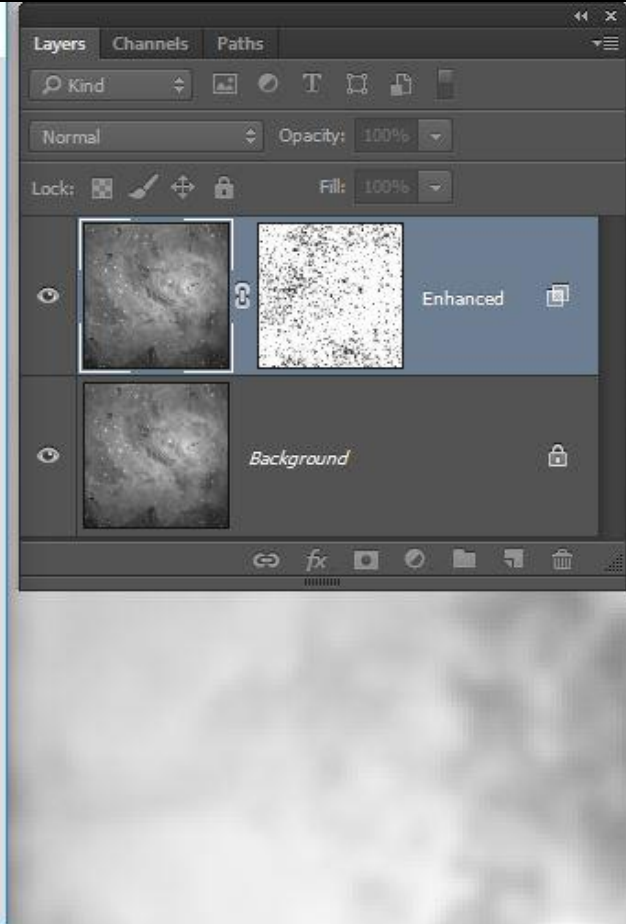 Layers Channels Paths
Kind T
Normal Opacity: 100%
Lock: Fill: 100%
Enhanced
Background
fx